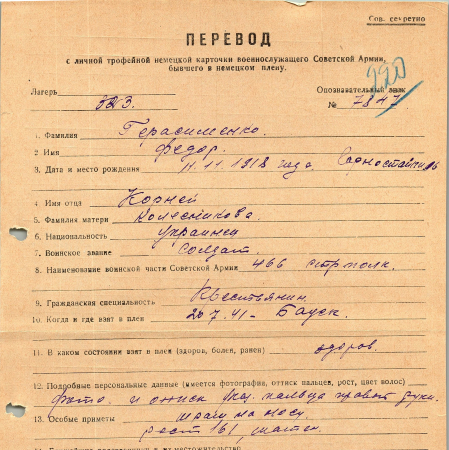 Сов. секретно
ПЕРЕВОД
с личной трофейной немецкой карточки военнослужащего Советской Армии,
бывшего в немецком плену.
220
Лагерь Опознавательный знак
323. № 7847
1. Фамилия Герасименко.
2 Имя Федор.
3. Дата и место рождения 11.11.1918 года.
4. Имя отца Корней
5. Фамилия матери Колесникова.
6. Национальность украинец
7. Воинское звание солдат
8. Наименование воинской части Советской Армии 466 стр. полк.
9. Гражданская специальность Крестьянин.
10. Когда и где взят в плен 20.7.41 – Бауск.
11. В каком состоянии взят в плен (здоров, болен, ранен) здоров.
12. Подробные персональные данные (имеется фотография, оттиск пальцев, рост, цвет волос)
фото. и оттиск указ. пальца правой руки.
13. Особые приметы шрам на носу.
рост 161,